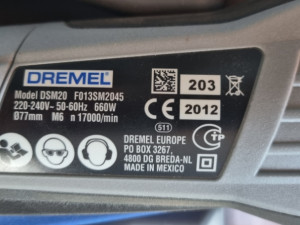 DREMEL
Model DSM20 F013SM2045
220-240V~ 50-60Hz 660W
Ø77mm M6 n 17000/min
203
CE 2012
511
DREMEL EUROPE
PO BOX 3267,
4800 DG BREDA-NL
MADE IN MEXICO